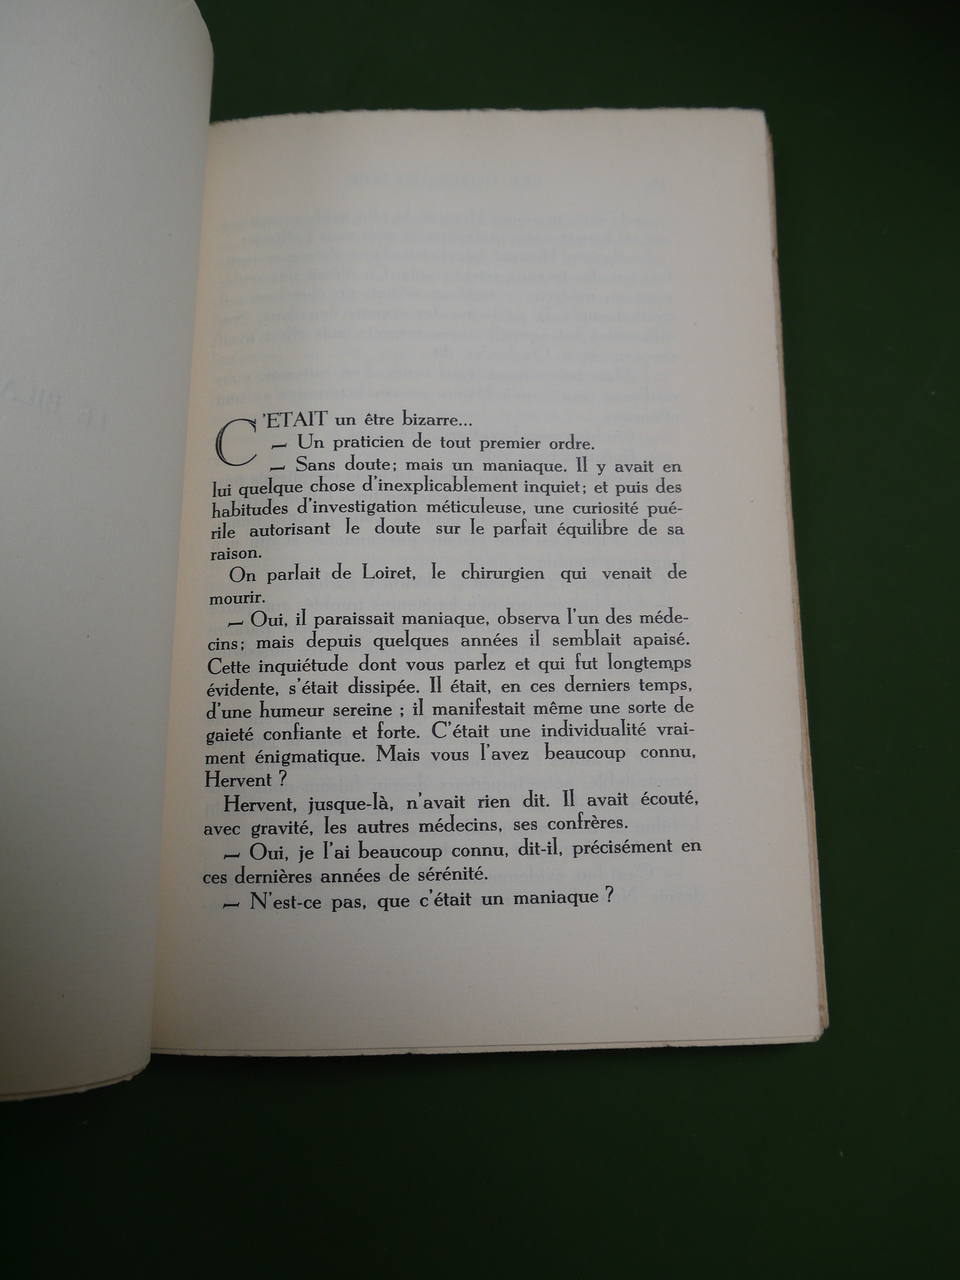 C'ETAIT un être bizarre...
— Un praticien de tout premier ordre.
— Sans doute; mais un maniaque. Il y avait en
lui quelque chose d'inexplicablement inquiet; et puis des
habitudes d'investigation méticuleuse, une curiosité pué-
rile autorisant le doute sur le parfait équilibre de sa
raison.
On parlait de Loiret, le chirurgien qui venait de
mourir.
— Oui, il paraissait maniaque, observa l'un des méde-
cins; mais depuis quelques années il semblait apaisé.
Cette inquiétude dont vous parlez et qui fut longtemps
évidente, s'était dissipée. Il était, en ces derniers temps,
d'une humeur sereine ; il manifestait même une sorte de
gaieté confiante et forte. C'était une individualité vrai-
ment énigmatique. Mais vous l'avez beaucoup connu,
Hervent ?
Hervent, jusque-là, n'avait rien dit. Il avait écouté,
avec gravité, les autres médecins, ses confrères.
— Oui, je l'ai beaucoup connu, dit-il, précisément en
ces dernières années de sérénité.
— N'est-ce pas, que c'était un maniaque ?